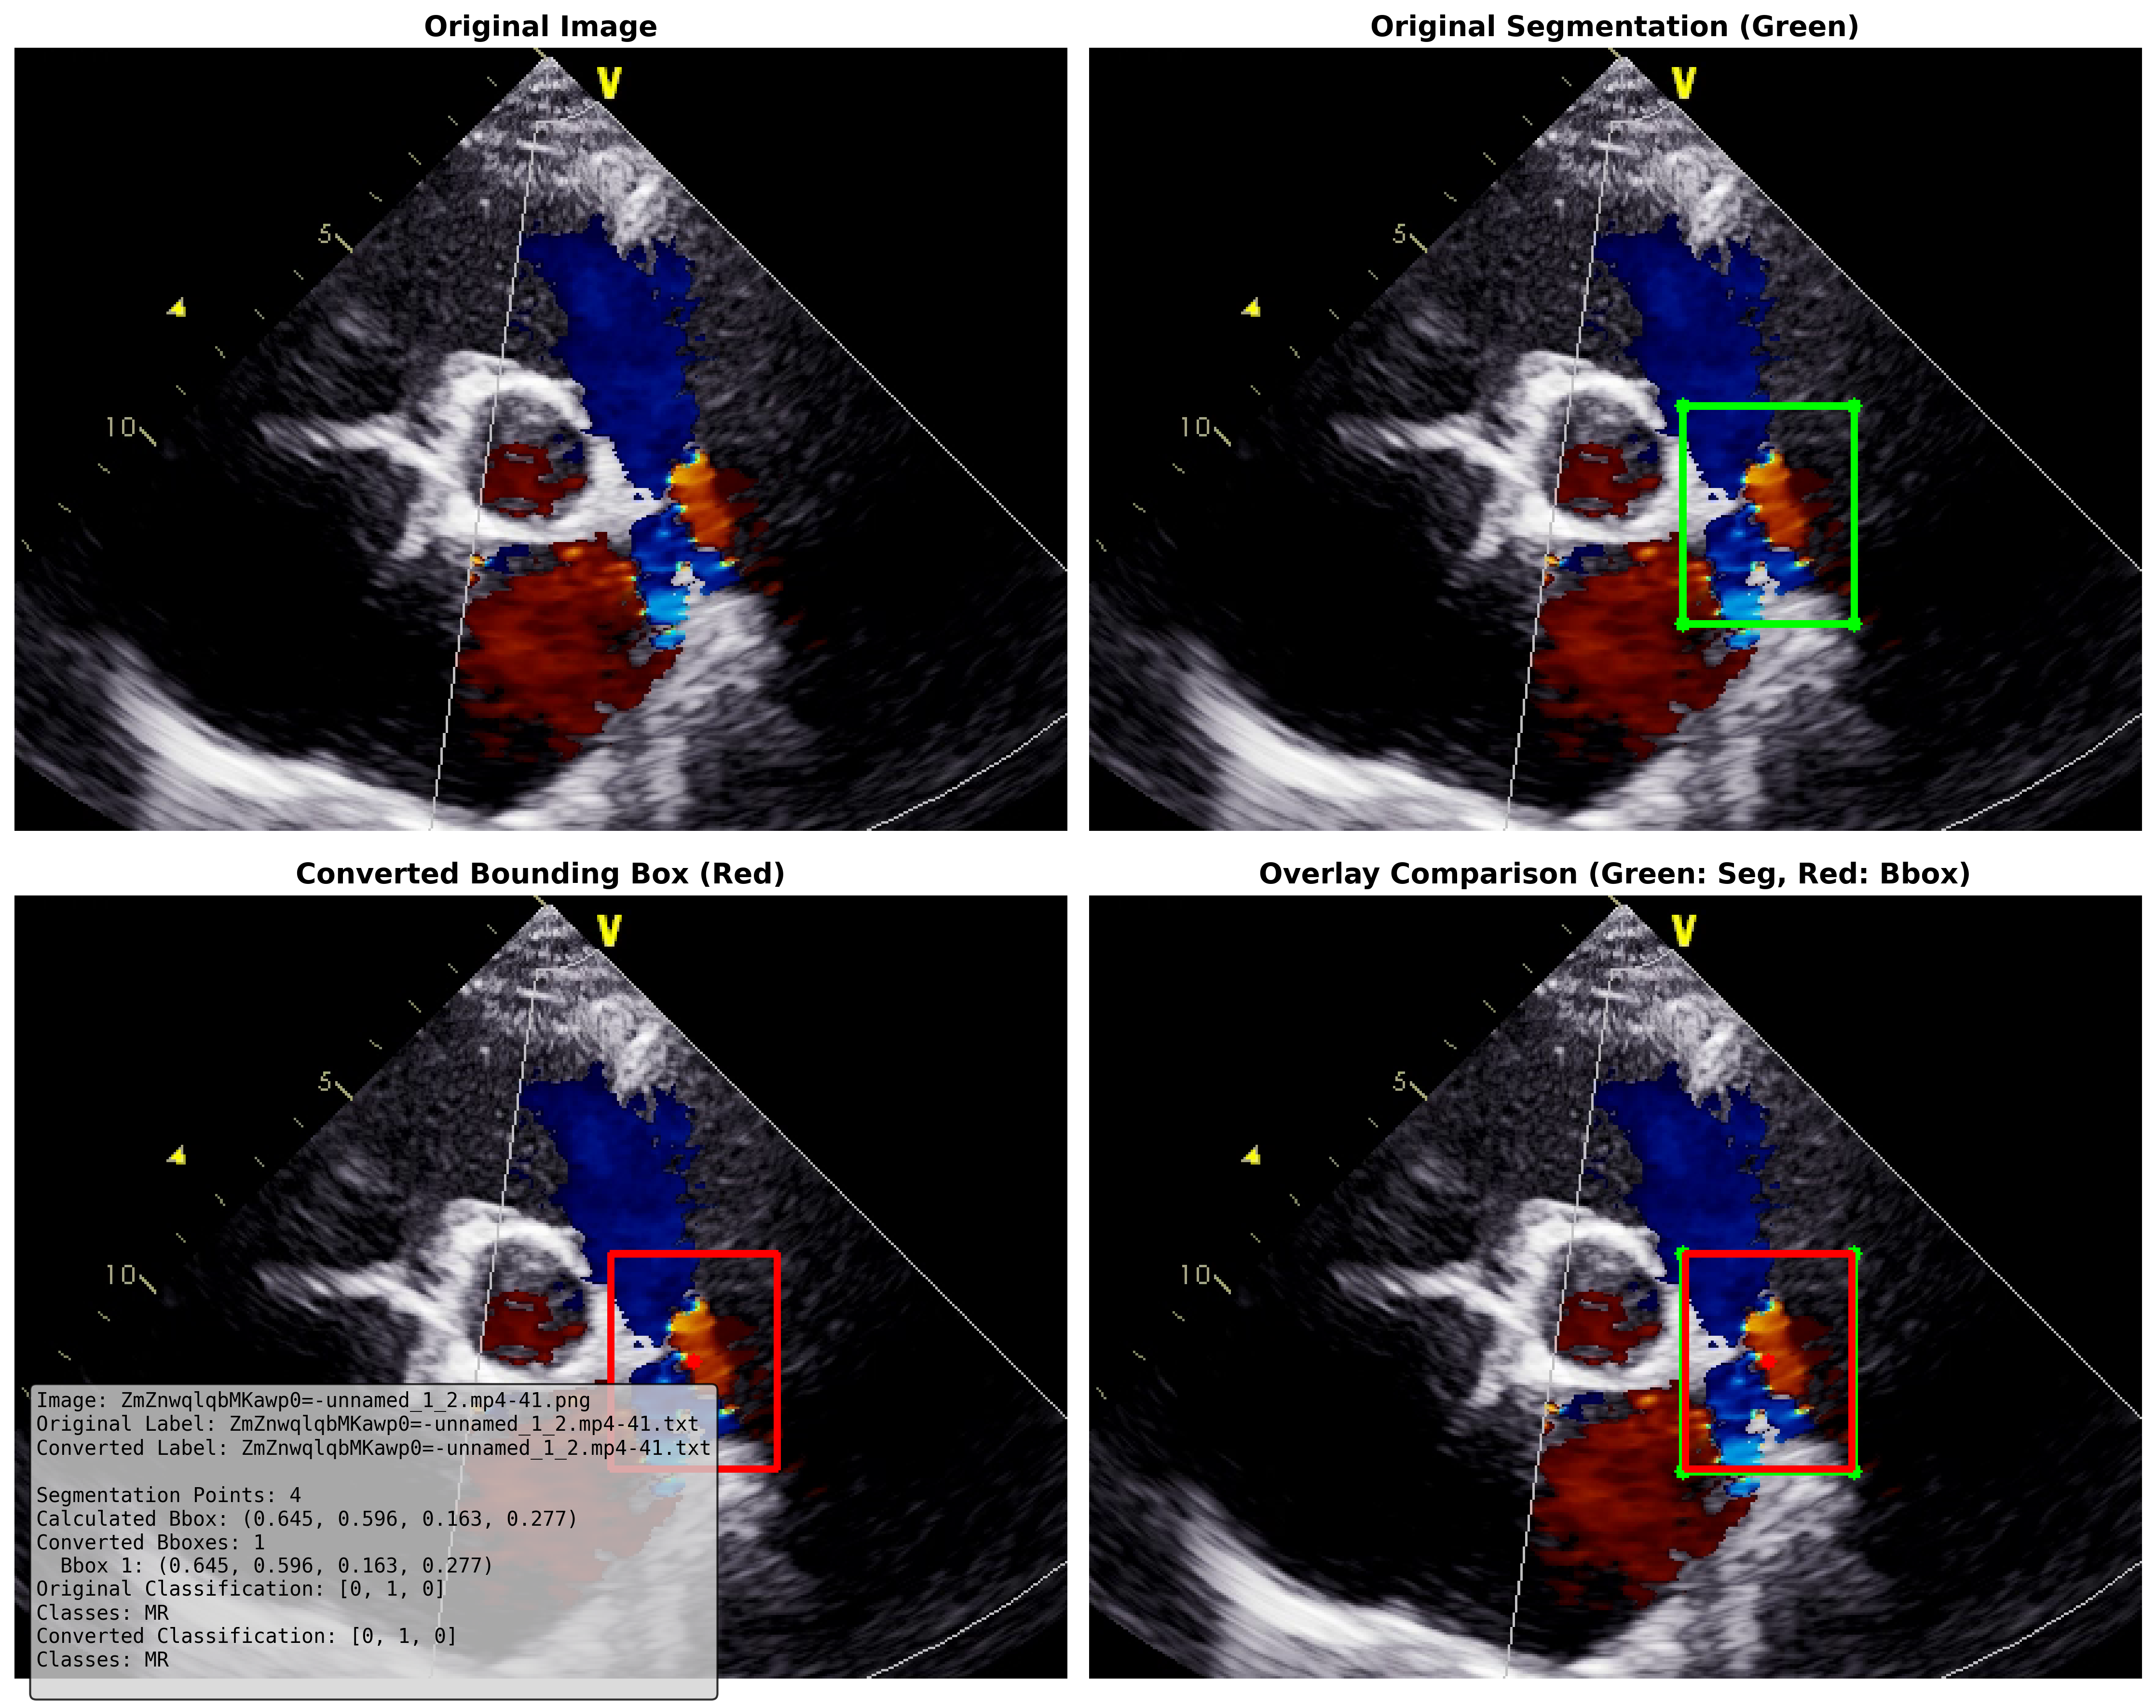 Original Image
Original Segmentation (Green)
V
5
10
V
5
10
Converted Bounding Box (Red)
Overlay Comparison (Green: Seg, Red: Bbox)
V
5
10
V
5
10
Image: ZmZnwqlqbMKawp0=-unnamed_1_2.mp4-41.png
Original Label: ZmZnwqlqbMKawp0=-unnamed_1_2.mp4-41.txt
Converted Label: ZmZnwqlqbMKawp0=-unnamed_1_2.mp4-41.txt
Segmentation Points: 4
Calculated Bbox: (0.645, 0.596, 0.163, 0.277)
Converted Bboxes: 1
Bbox 1: (0.645, 0.596, 0.163, 0.277)
Original Classification: [0, 1, 0]
Classes: MR
Converted Classification: [0, 1, 0]
Classes: MR